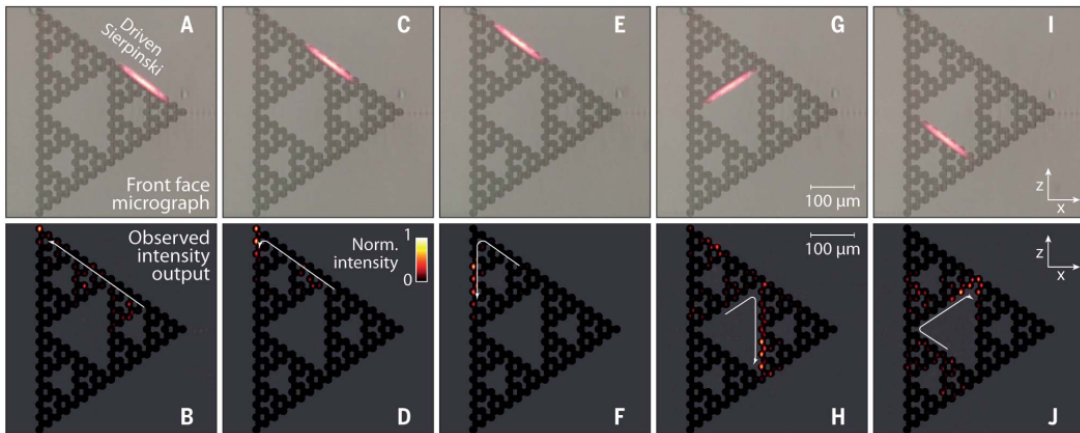 A
Driven
Sierpinski
Front face
micrograph
C
E
G
100 μm
I
z
x
Observed
intensity
output
B
Norm.
intensity
1
0
D
F
100 μm
H
z
x
J